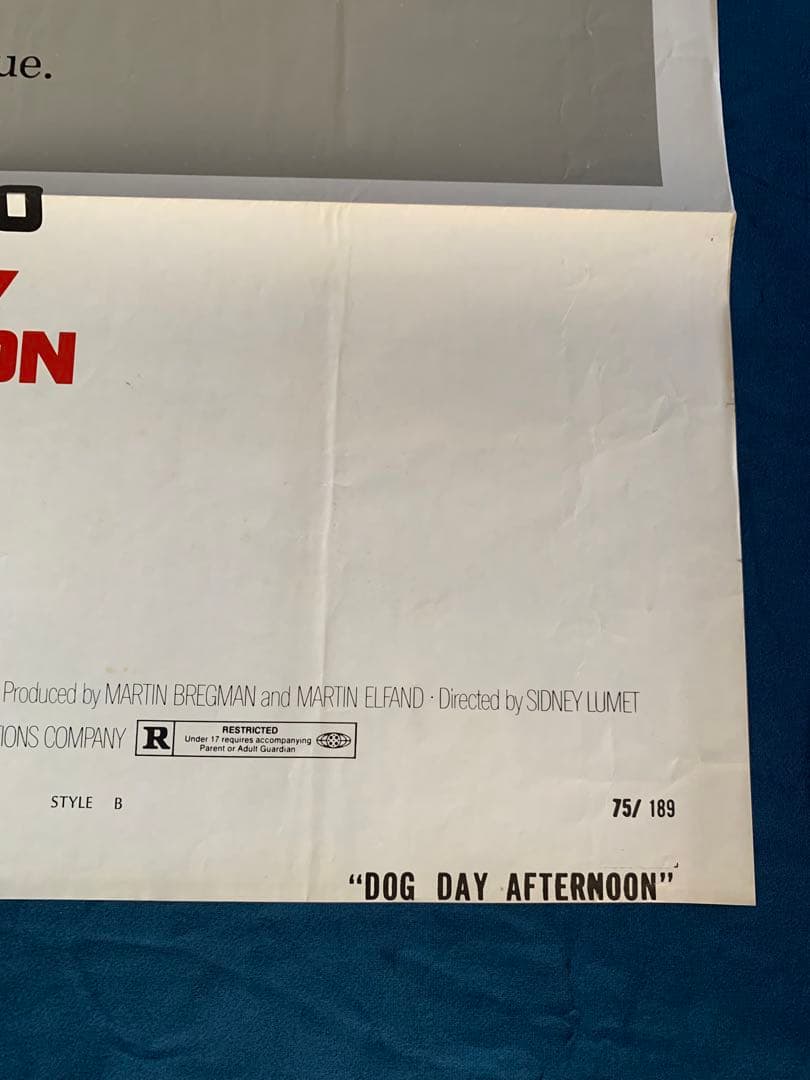 ue.
O
Y
ON
Produced by MARTIN BREGMAN and MARTIN ELFAND · Directed by SIDNEY LUMET
IONS COMPANY R RESTRICTED
Under 17 requires accompanying
Parent or Adult Guardian
STYLE B
75/ 189
“DOG DAY AFTERNOON”